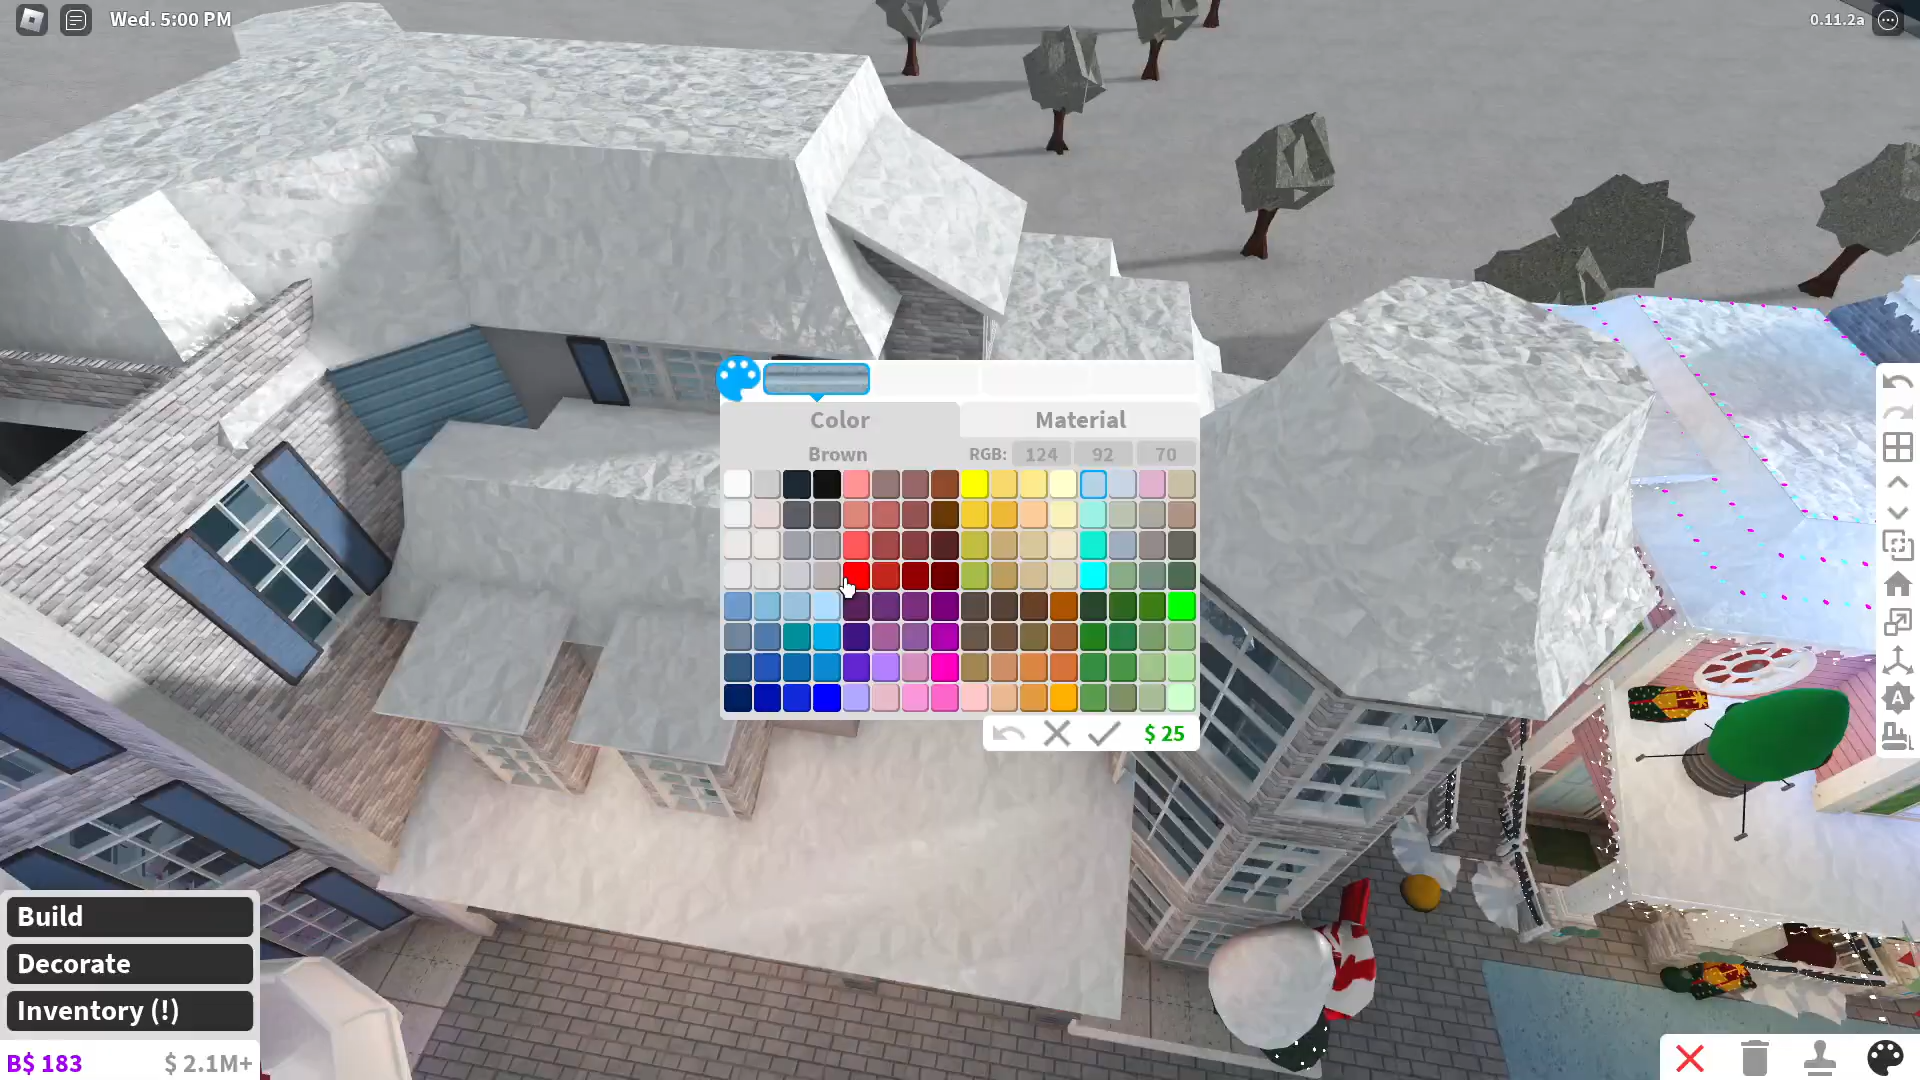 Wed. 5:00 PM
0.11.2a
Color
Material
Brown
RGB: 124 92 70
$ 25
A
Build
Decorate
Inventory (!)
B$ 183
$ 2.1M+